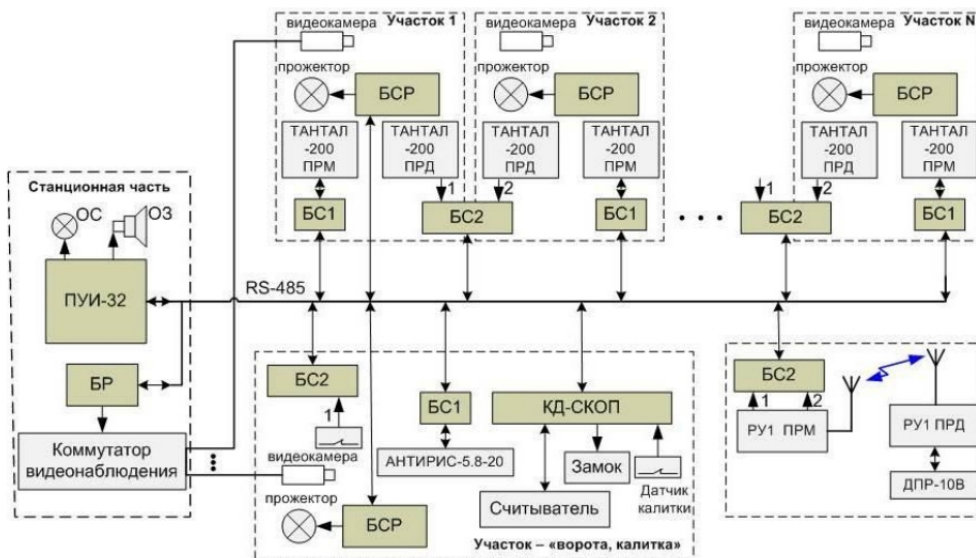 видеокамера
Участок 1
прожектор
БСР
ТАНТАЛ
-200
ПРМ
ТАНТАЛ
-200
ПРД
1
БС1
БС2
видеокамера
Участок 2
прожектор
БСР
ТАНТАЛ
-200
ПРД
ТАНТАЛ
-200
ПРМ
2
БС1
. . .
видеокамера
Участок N
прожектор
БСР
ТАНТАЛ
-200
ПРД
ТАНТАЛ
-200
ПРМ
1
2
БС2
БС1
Станционная часть
ОС
ОЗ
ПУИ-32
RS-485
БР
Коммутатор
видеонаблюдения
БС2
1
видеокамера
прожектор
БСР
БС1
АНТИРИС-5.8-20
КД-СКОП
Считыватель
Замок
Датчик
калитки
Участок – «ворота, калитка»
БС2
1
2
РУ1 ПРМ
РУ1 ПРД
ДПР-10В